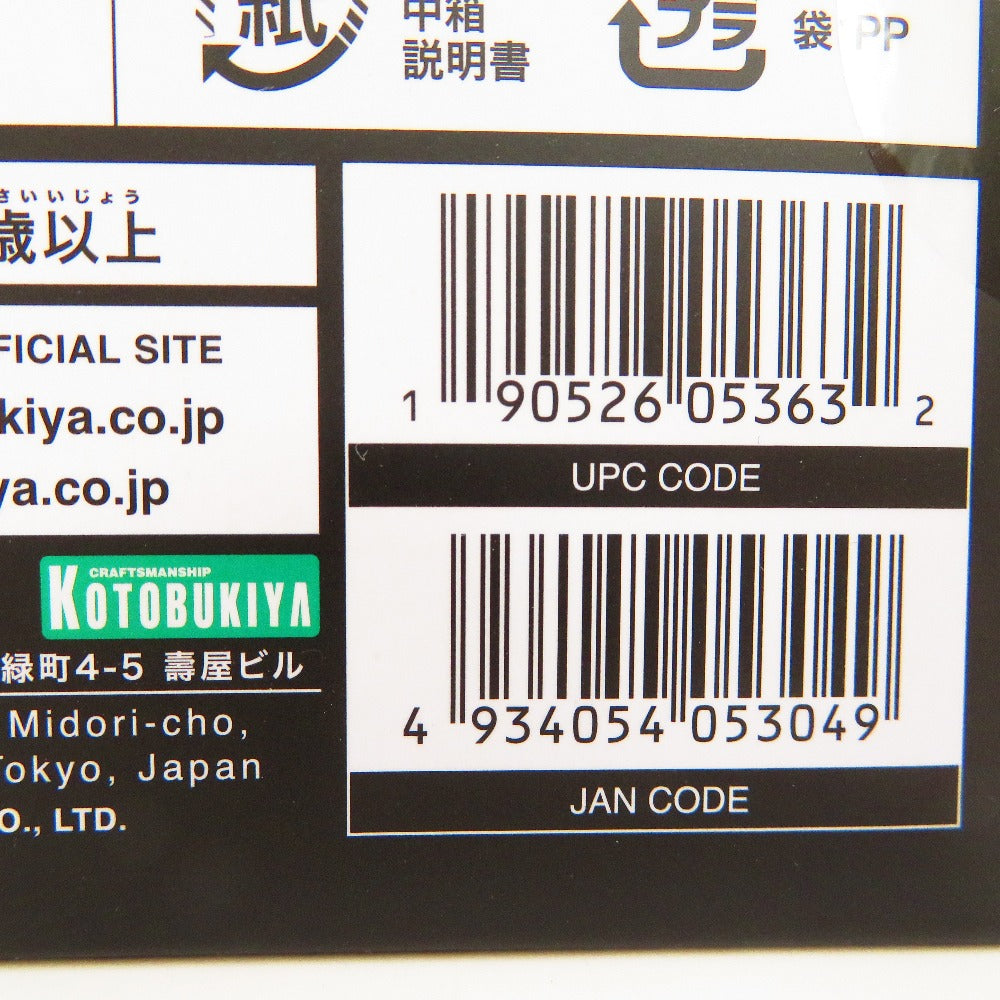 紙
中箱
説明書
プラ
袋 PP
さいいじょう
歳以上
FICIAL SITE
kiya.co.jp
ya.co.jp
CRAFTSMANSHIP
KOTOBUKIYA
緑町4-5 壽屋ビル
Midori-cho,
Tokyo, Japan
O., LTD.
1 90526 05363 2
UPC CODE
4 934054 053049
JAN CODE